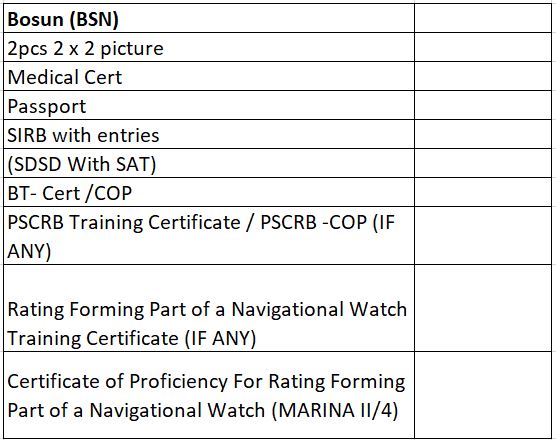 Bosun (BSN)
2pcs 2 x 2 picture
Medical Cert
Passport
SIRB with entries
(SDSD With SAT)
BT- Cert /COP
PSCRB Training Certificate / PSCRB -COP (IF
ANY)
Rating Forming Part of a Navigational Watch
Training Certificate (IF ANY)
Certificate of Proficiency For Rating Forming
Part of a Navigational Watch (MARINA II/4)